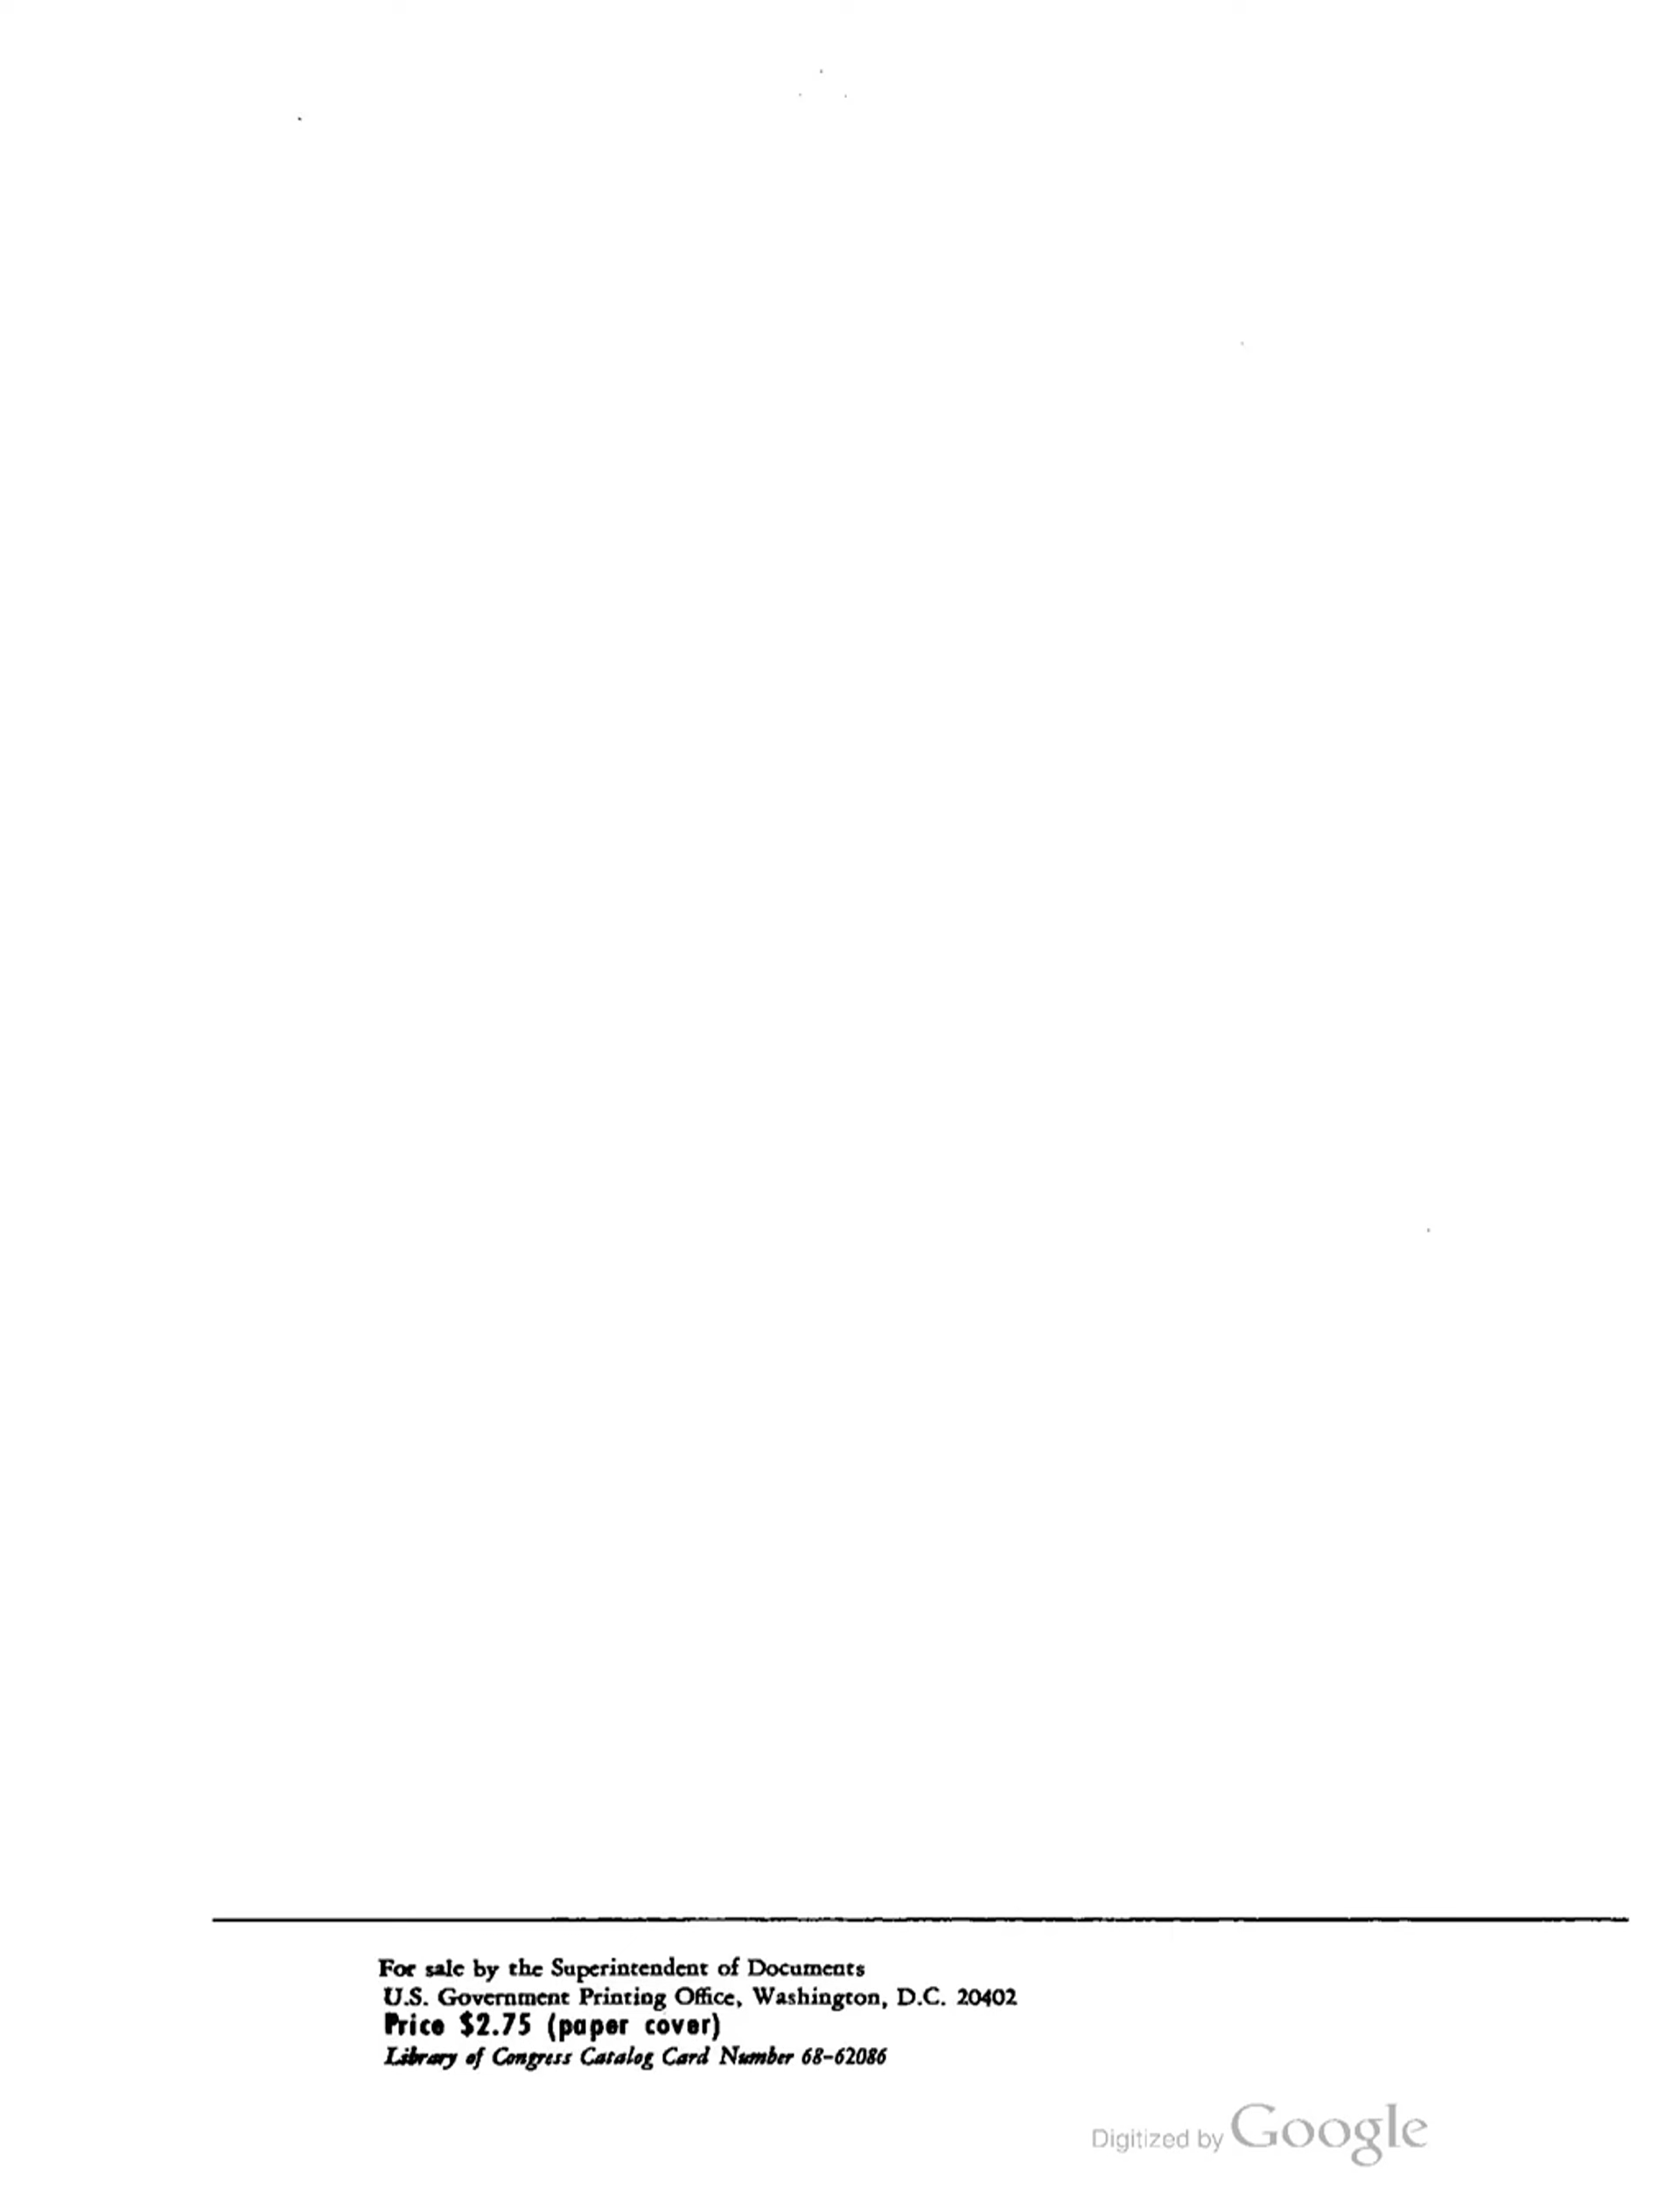 For sale by the Superintendent of Documents
U.S. Government Printing Office, Washington, D.C. 20402
Price $2.75 (paper cover)
Library of Congress Catalog Card Number 68-62086
Digitized by Google